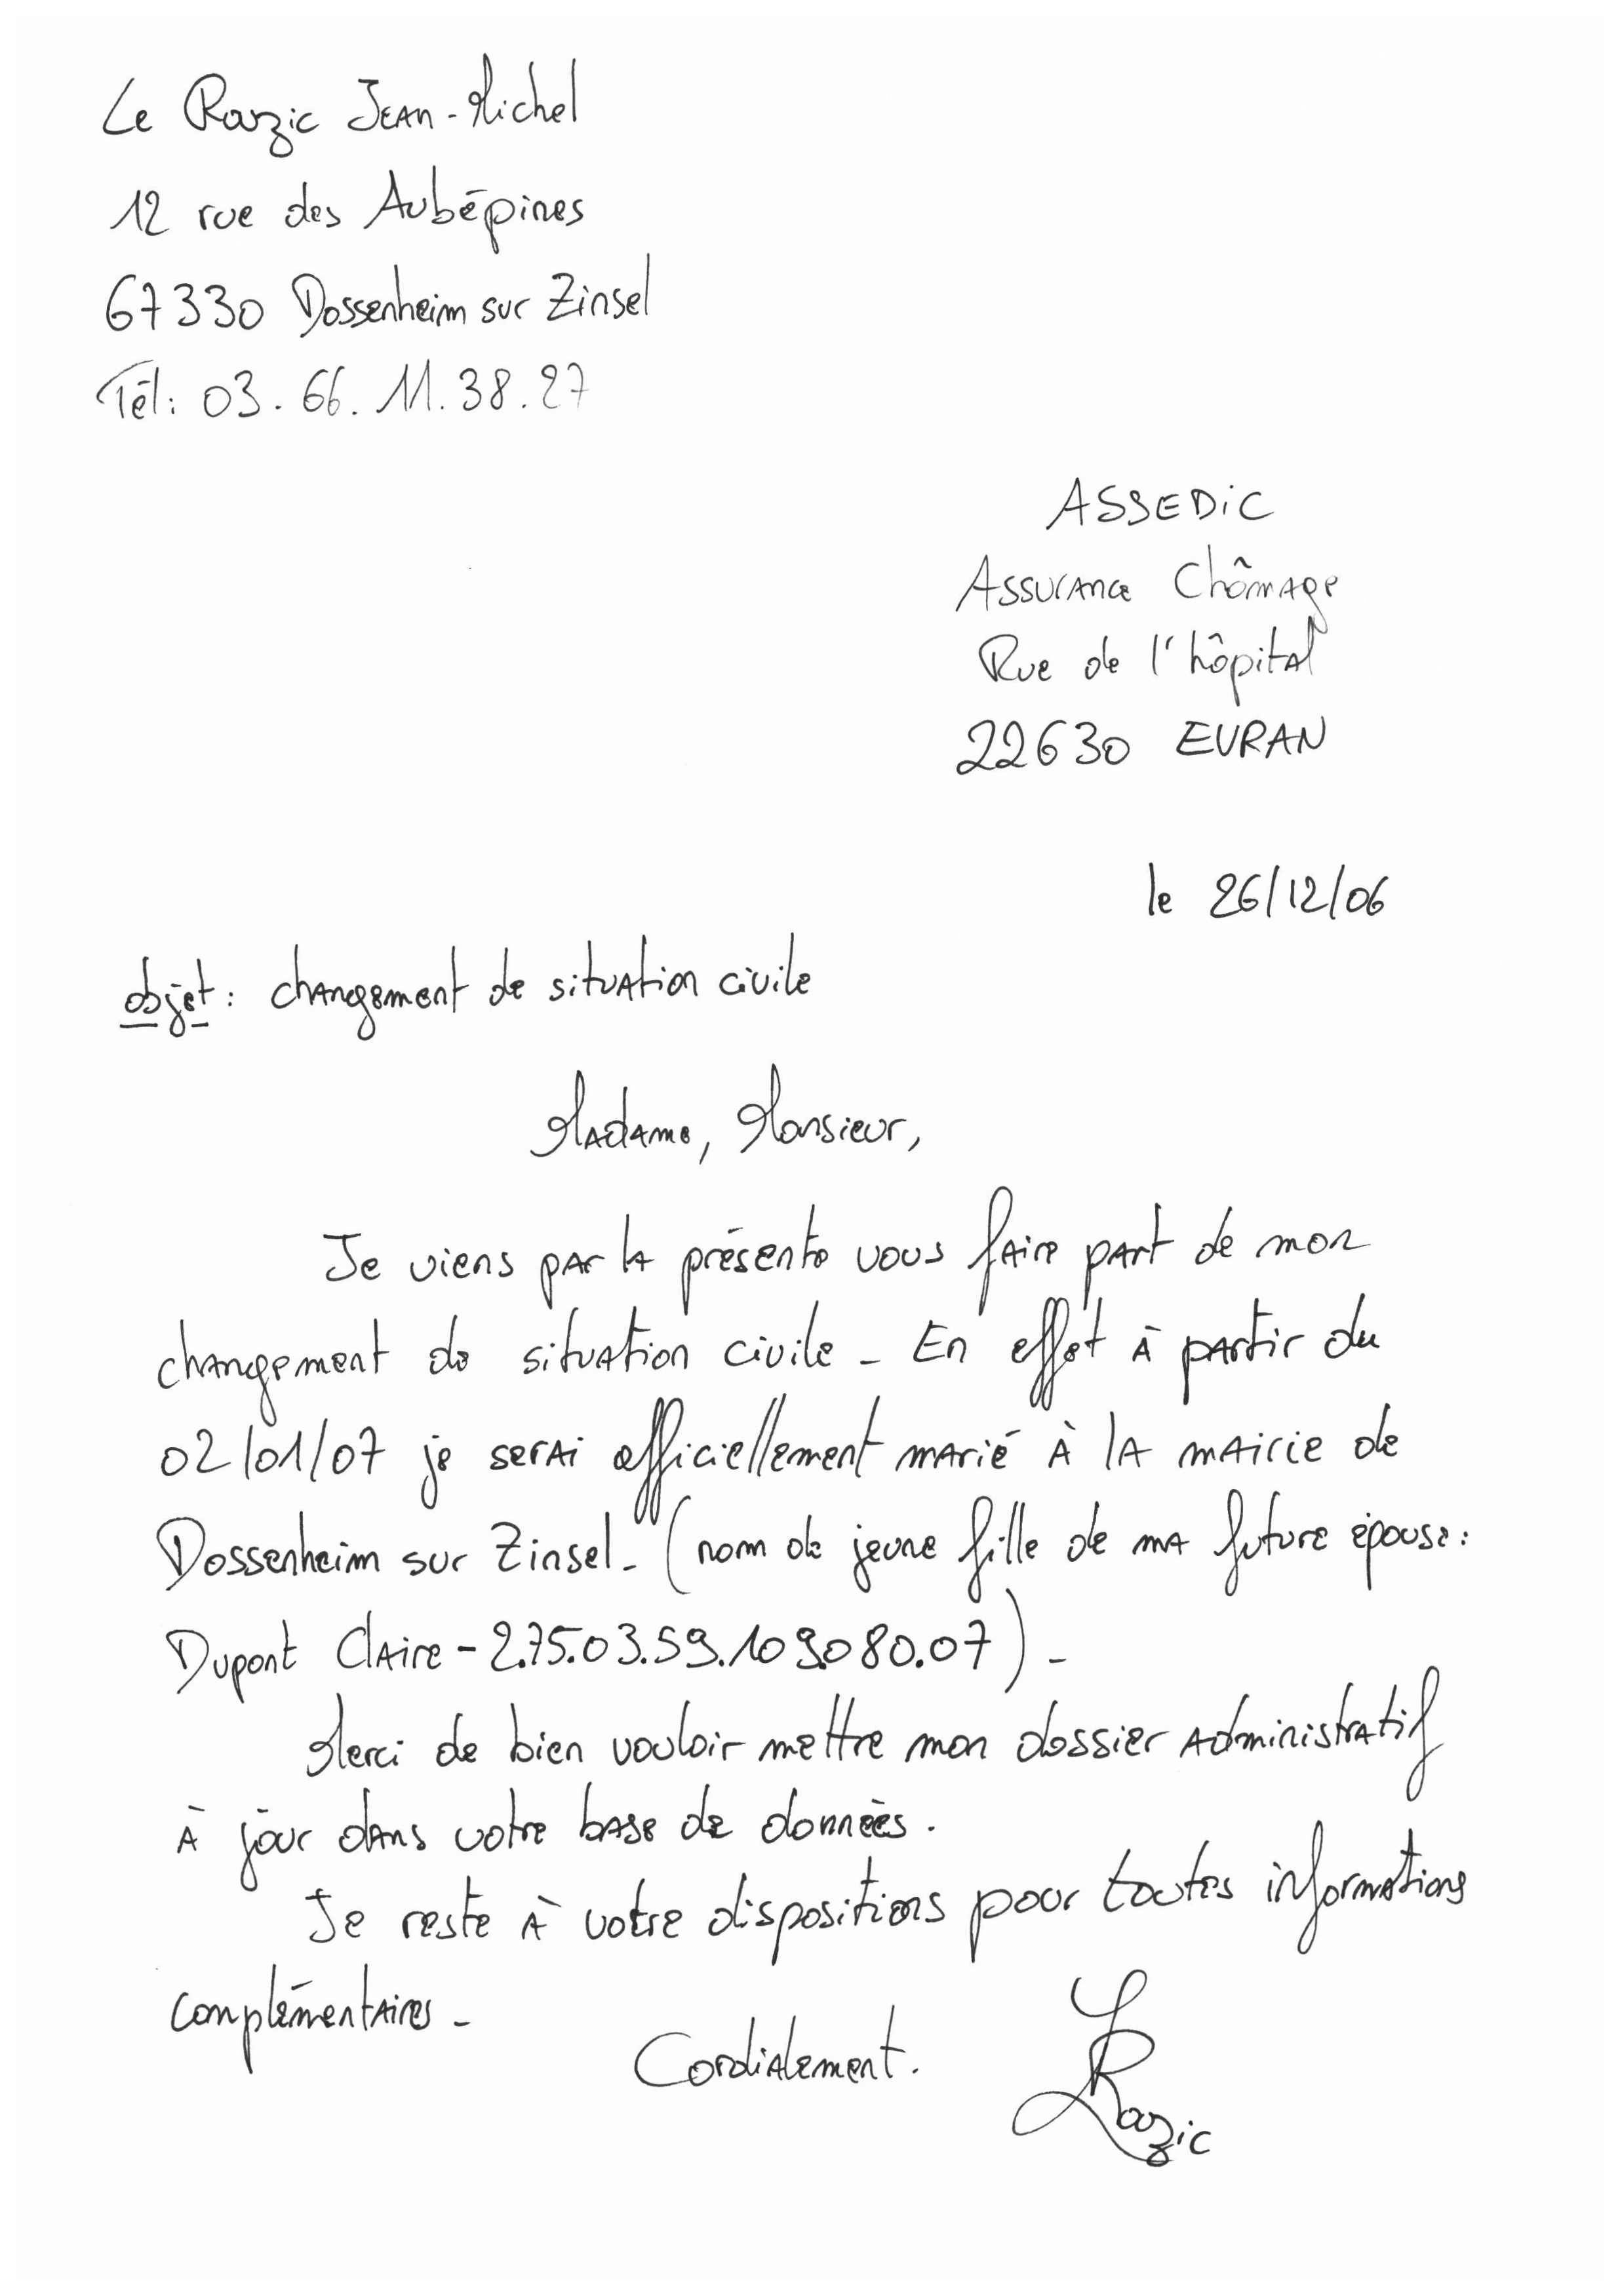 Le Razic Jean-Michel
12 rue des Aubépines
67330 Dossenheim sur Zinsel
Tél: 03.66.11.38.27
ASSEDiC
Assurance Chômage
Rue de l'hôpital
22630 EVRAN
le 26/12/06
objet: changement de situation civile
Madame, Monsieur,
Je viens par la présente vous faire part de mon
changement de situation civile - En effet à partir du
02/01/07 je serai officiellement marié à la mairie de
Dossenheim sur Zinsel - (nom de jeune fille de ma future épouse:
Dupont Claire - 2.75.03.59.109.080.07) -
Merci de bien vouloir mettre mon dossier administratif
à jour dans votre base de données.
Je reste à votre dispositions pour toutes informations
complémentaires -
Cordialement.
LRazic